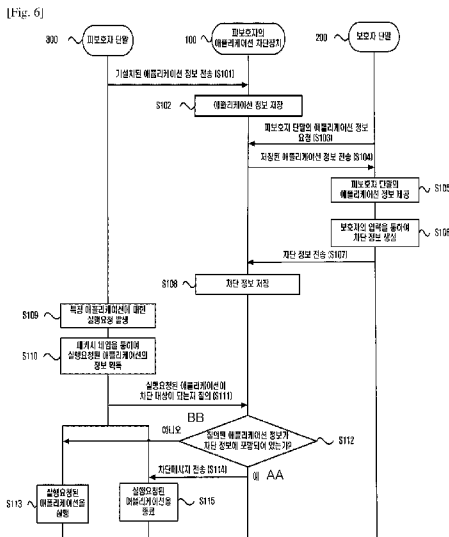 [Fig. 6]
300
피보호자 단말
100
피보호자의
애플리케이션 차단장치
200
보호자 단말
기설치된 애플리케이션 정보 전송 (S101)
S102
애플리케이션 정보 저장
피보호자 단말의 애플리케이션 정보
요청 (S103)
저장된 애플리케이션 정보 전송 (S104)
피보호자 단말의
애플리케이션 정보 제공
S105
보호자의 입력을 통하여
차단 정보 생성
S106
차단 정보 전송 (S107)
S108
차단 정보 저장
S109
특정 애플리케이션에 대한
실행요청 발생
S110
패키지 네임을 통하여
실행요청된 애플리케이션의
정보 획득
실행요청된 애플리케이션이
차단 대상이 되는지 질의 (S111)
BB
아니오
질의된 애플리케이션 정보가
차단 정보에 포함되어 있는가?
S112
차단메시지 전송 (S114)
예 AA
S113
실행요청된
애플리케이션을
실행
실행요청된
애플리케이션을
종료
S115